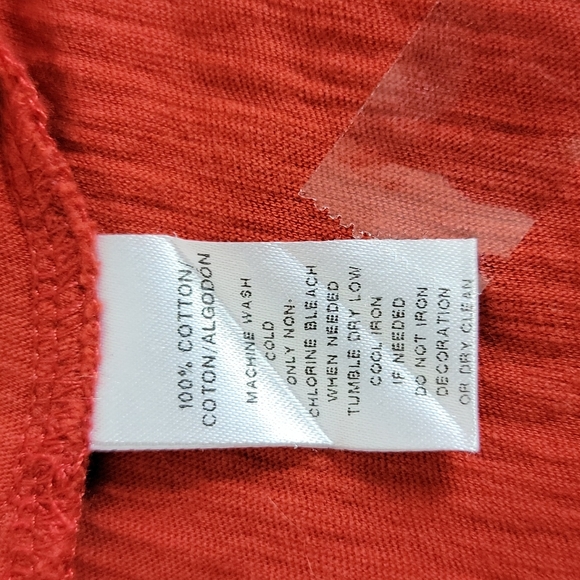 100% COTTON/
COTON/ALGODÓN
MACHINE WASH
COLD
ONLY NON-
CHLORINE BLEACH
WHEN NEEDED
TUMBLE DRY LOW
COOL IRON
IF NEEDED
DO NOT IRON
DECORATION
OR DRY CLEAN